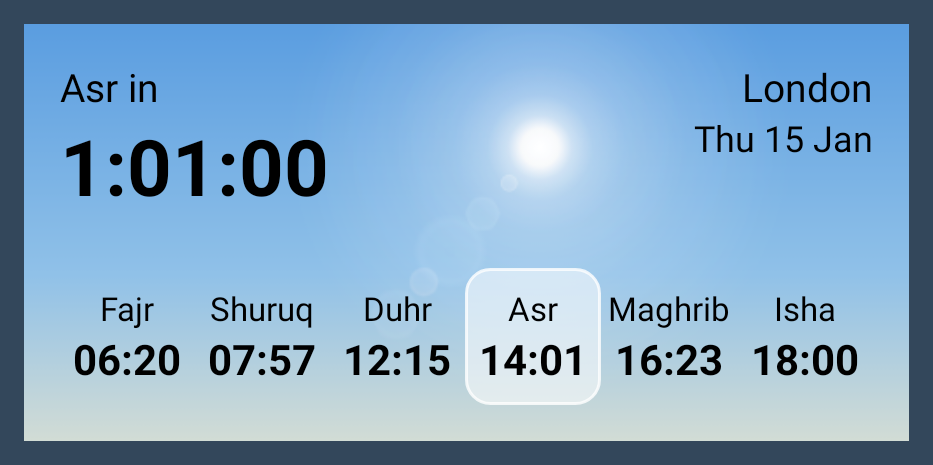 Asr in
1:01:00
London
Thu 15 Jan
Fajr Shuruq Duhr Asr Maghrib Isha
06:20 07:57 12:15 14:01 16:23 18:00